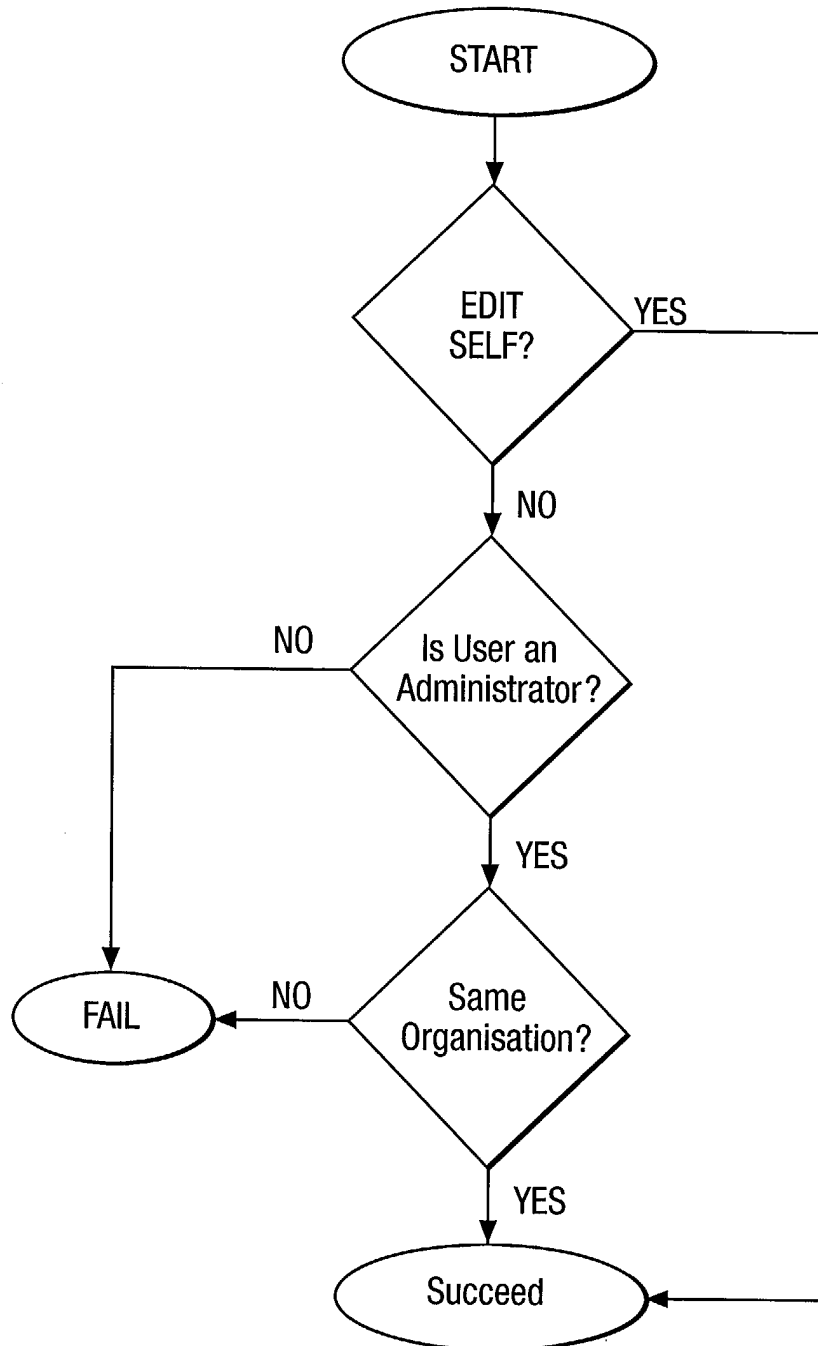 START
EDIT
SELF?
YES
NO
NO
Is User an
Administrator?
YES
NO
FAIL
Same
Organisation?
YES
Succeed